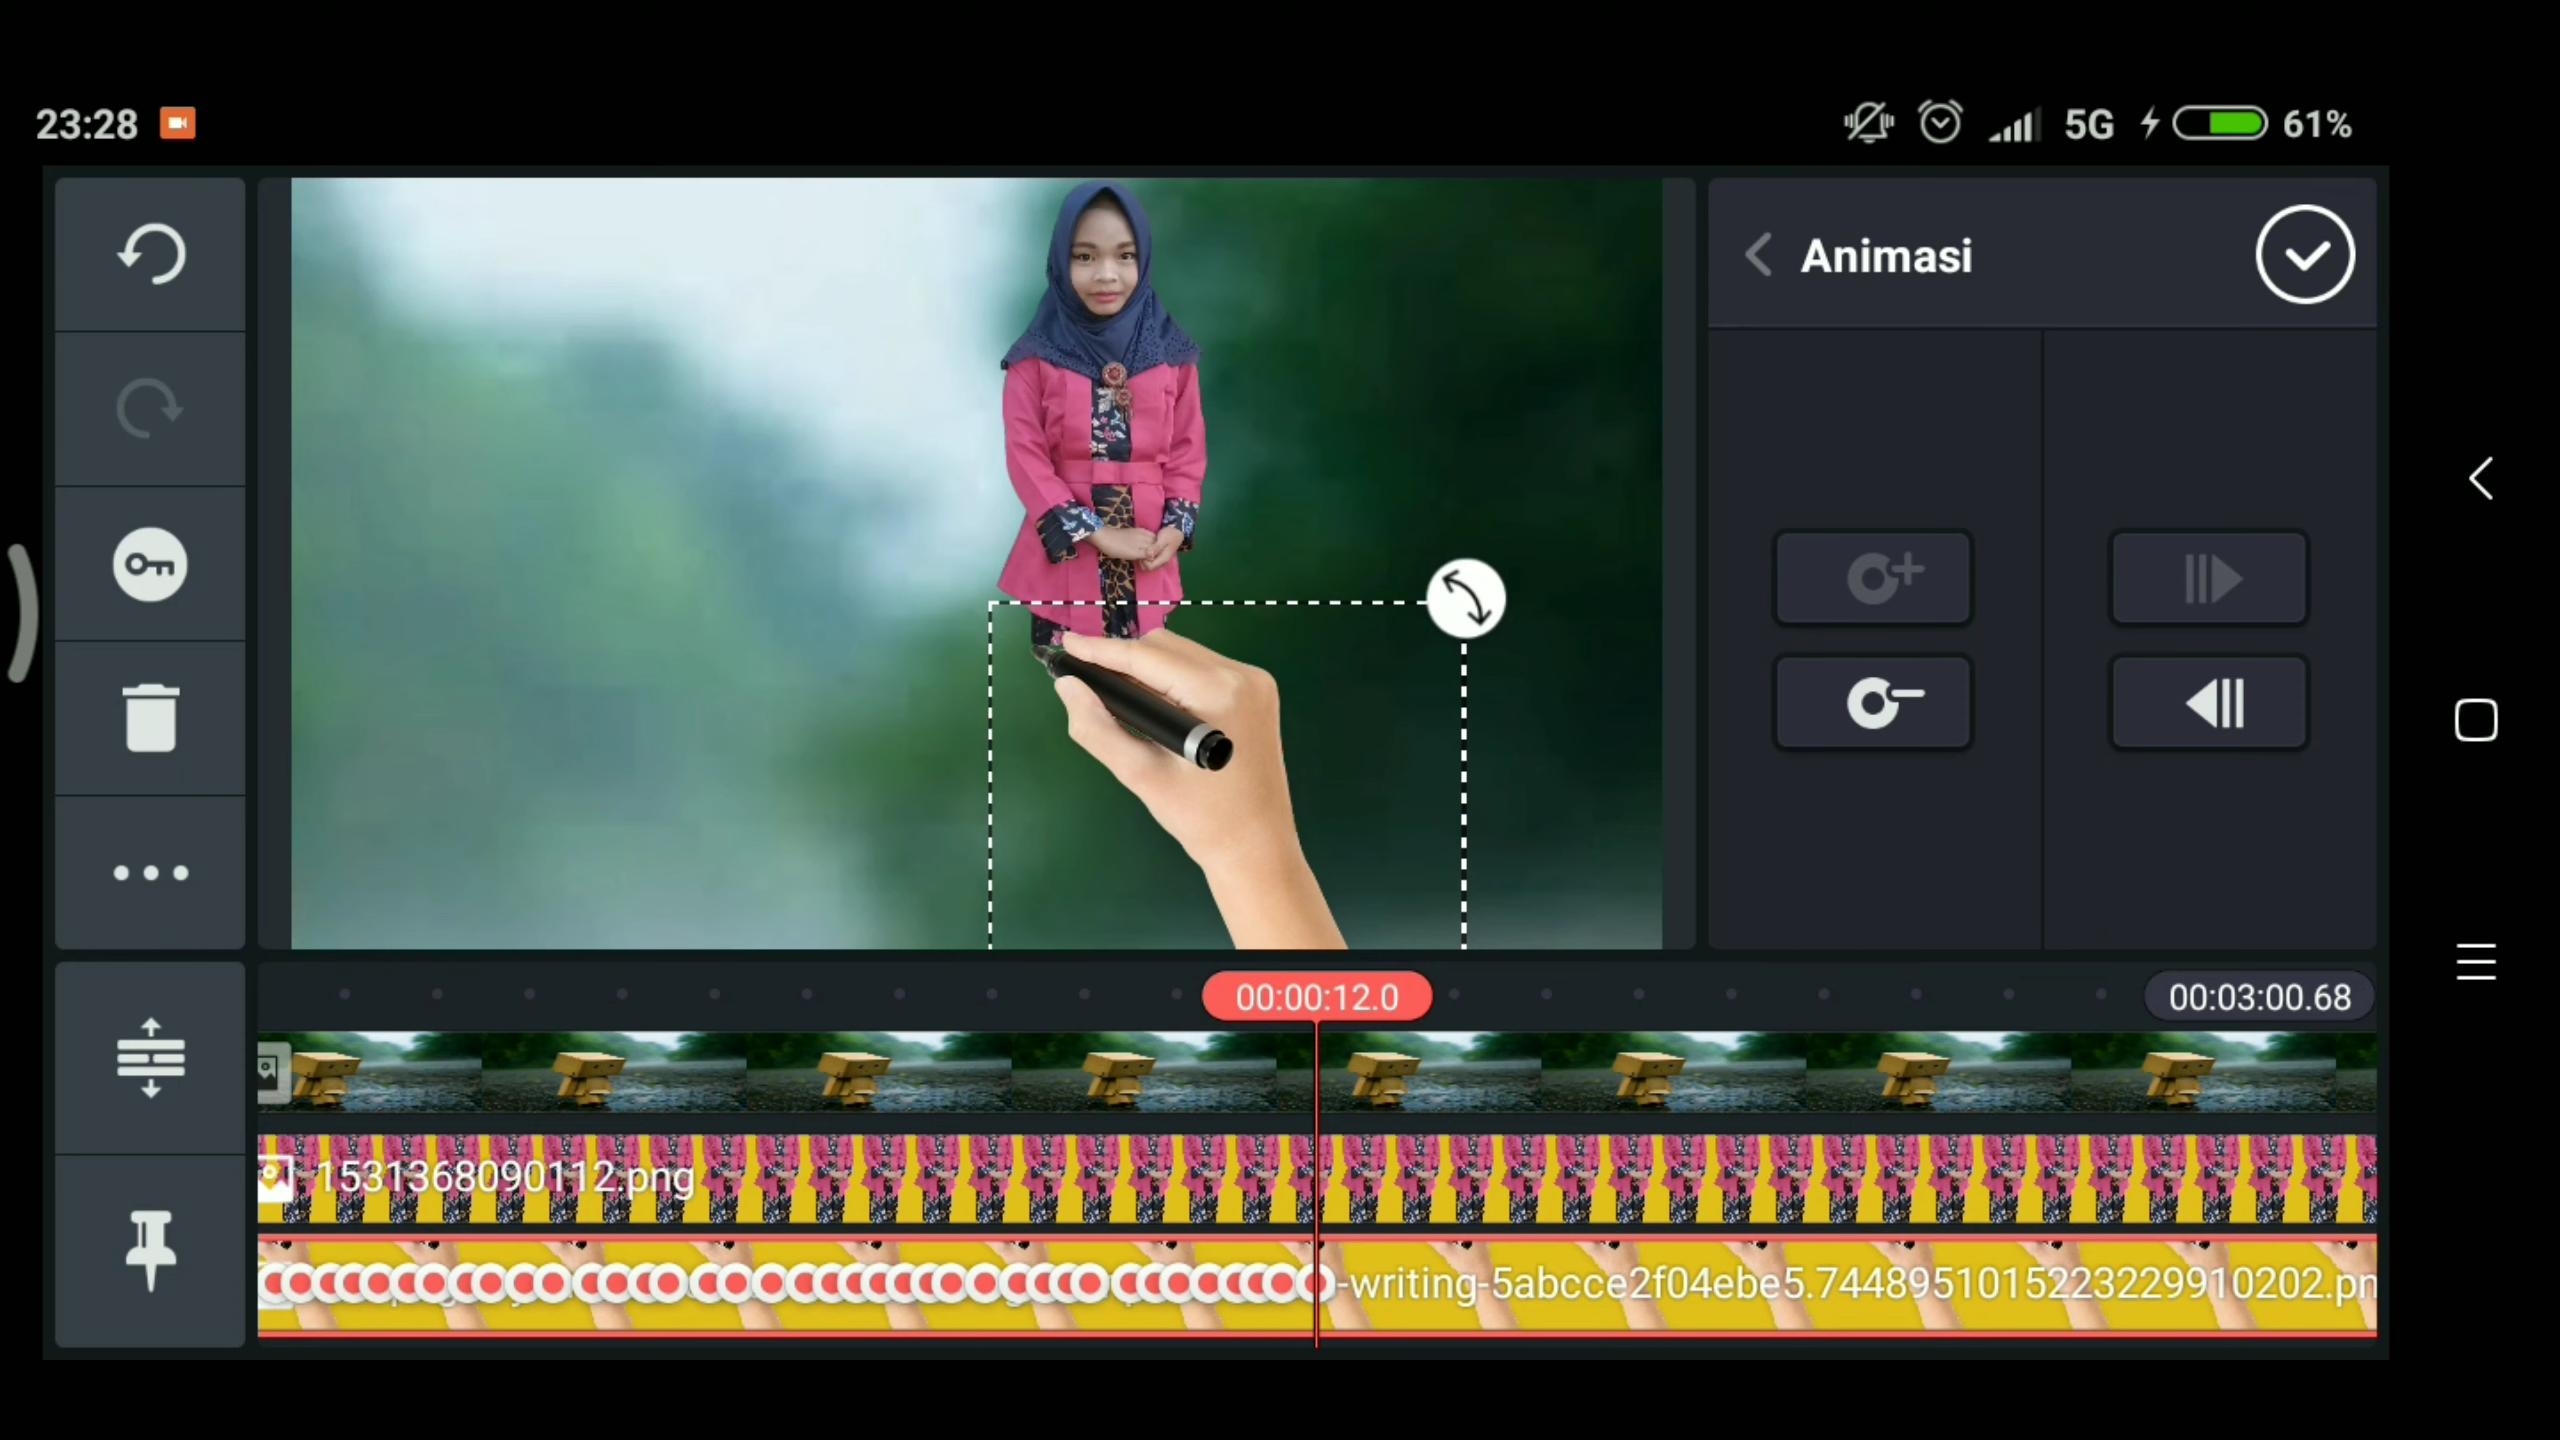 23:28
5G
61%
Animasi
00:00:12.0
00:03:00.68
1531368090112.png
-writing-5abcce2f04ebe5.7448951015223229910202.pn